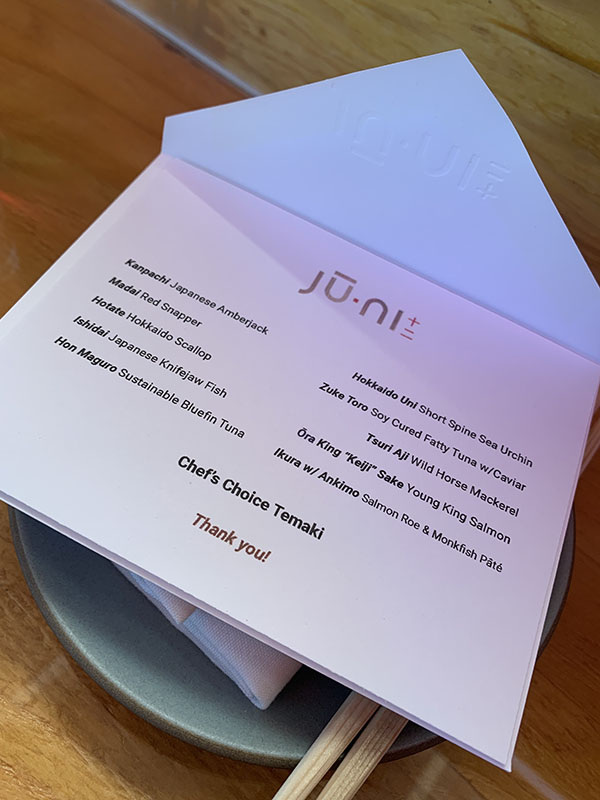 JŪ·NI
JŪ·NI 十二
Kanpachi Japanese Amberjack
Madai Red Snapper
Hotate Hokkaido Scallop
Ishidai Japanese Knifejaw Fish
Hon Maguro Sustainable Bluefin Tuna
Hokkaido Uni Short Spine Sea Urchin
Zuke Toro Soy Cured Fatty Tuna w/Caviar
Tsuri Aji Wild Horse Mackerel
Ōra King "Keiji" Sake Young King Salmon
Ikura w/ Ankimo Salmon Roe & Monkfish Pâté
Chef's Choice Temaki
Thank you!